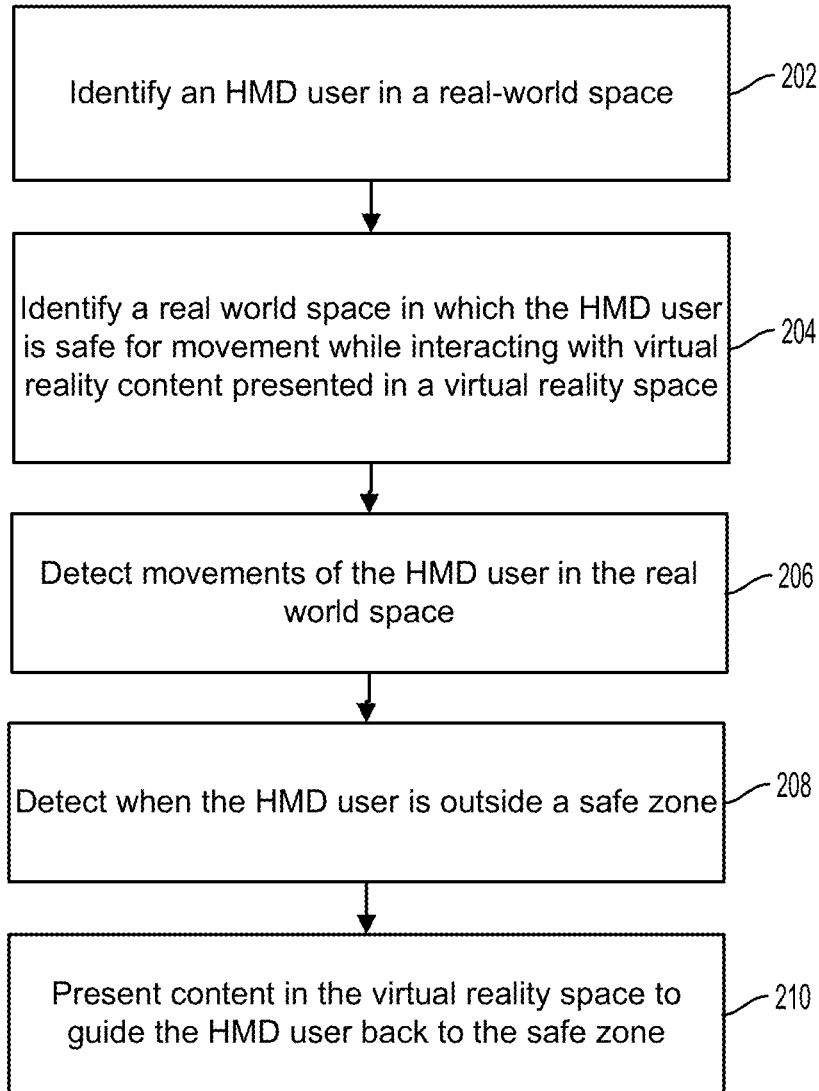 Identify an HMD user in a real-world space
202
Identify a real world space in which the HMD user
is safe for movement while interacting with virtual
reality content presented in a virtual reality space
204
Detect movements of the HMD user in the real
world space
206
Detect when the HMD user is outside a safe zone
208
Present content in the virtual reality space to
guide the HMD user back to the safe zone
210